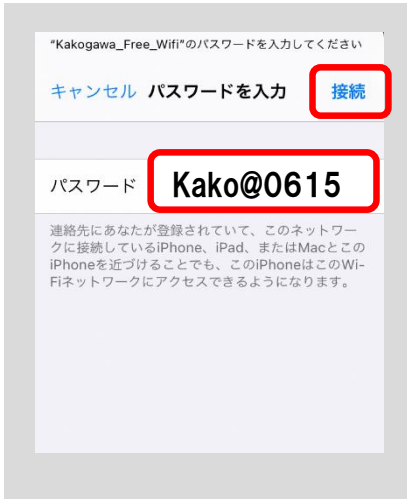 "Kakogawa_Free_Wifi"のパスワードを入力してください
キャンセル パスワードを入力 接続
パスワード Kako@0615
連絡先にあなたが登録されていて、このネットワー
クに接続しているiPhone、iPad、またはMacとこの
iPhoneを近づけることでも、このiPhoneはこのWi-
Fiネットワークにアクセスできるようになります。